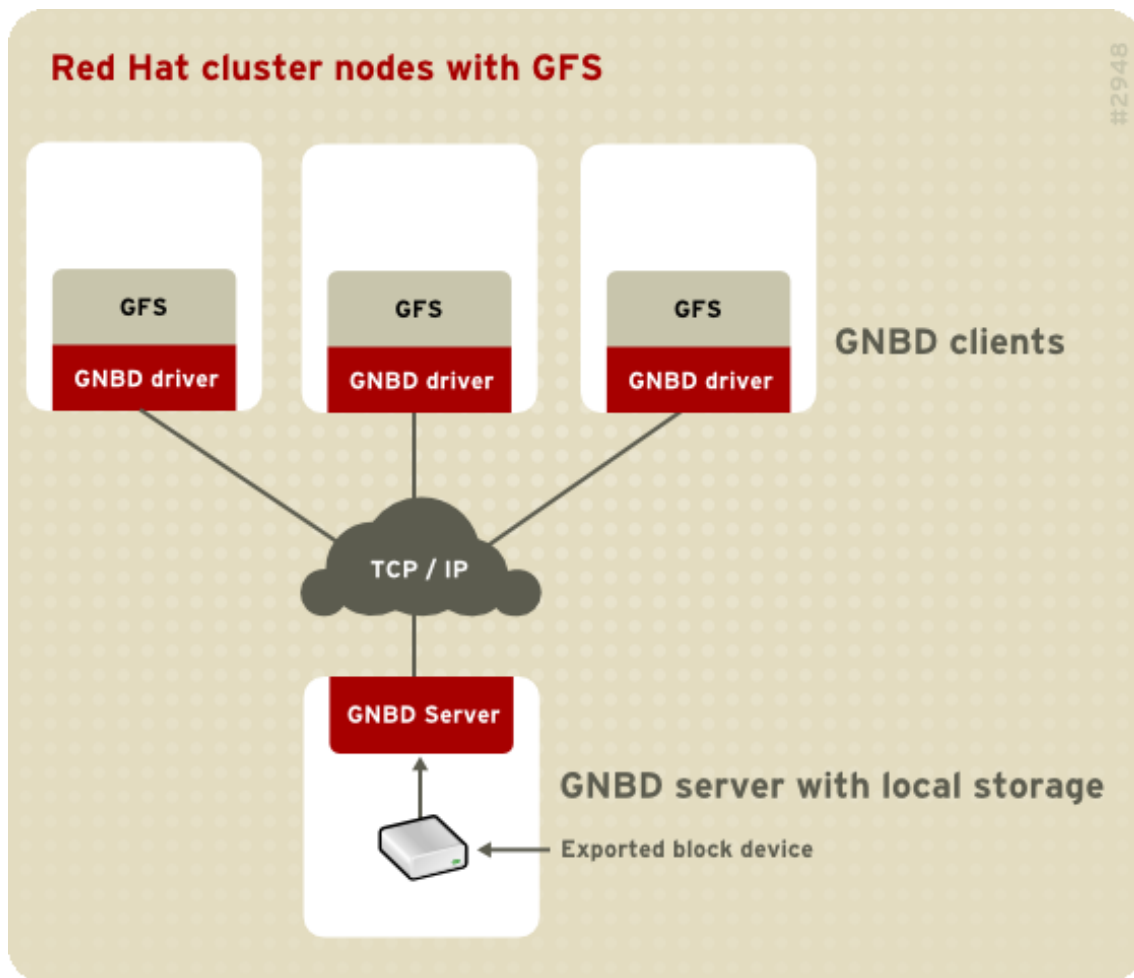 Red Hat cluster nodes with GFS
#2948
GFS
GNBD driver
GFS
GNBD driver
GFS
GNBD driver
GNBD clients
TCP / IP
GNBD Server
GNBD server with local storage
Exported block device